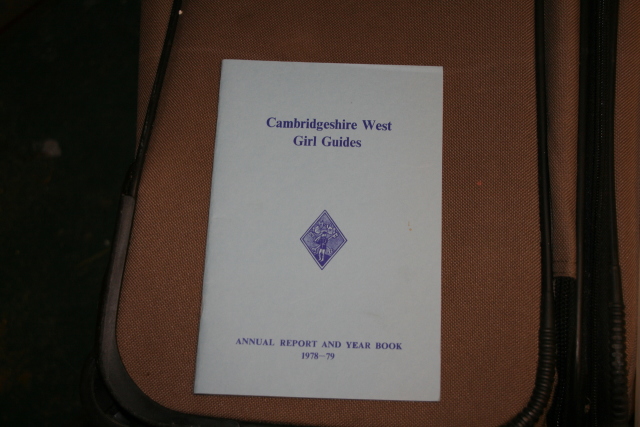 Cambridgeshire West
Girl Guides
ANNUAL REPORT AND YEAR BOOK
1978—79